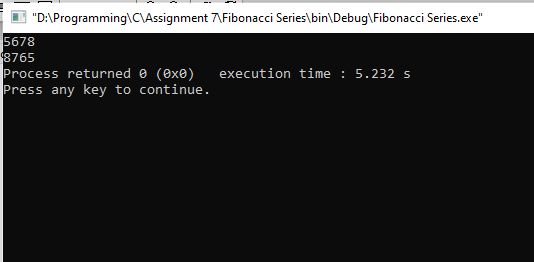 "D:\Programming\C\Assignment 7\Fibonacci Series\bin\Debug\Fibonacci Series.exe"
5678
8765
Process returned 0 (0x0)   execution time : 5.232 s
Press any key to continue.